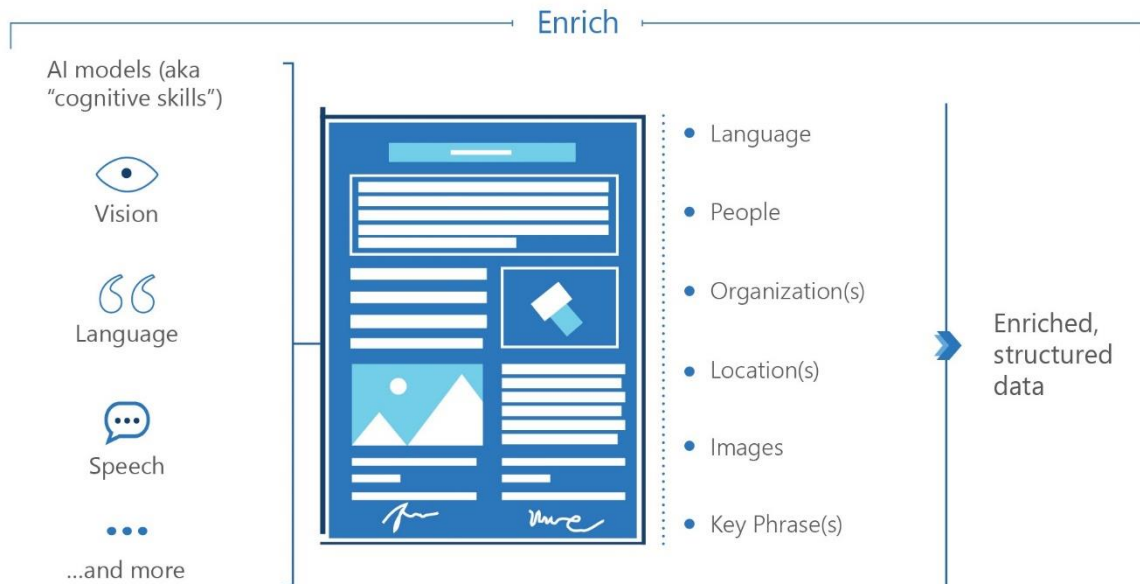 Enrich
AI models (aka
“cognitive skills”)
Vision
Language
Speech
...and more
Language
People
Organization(s)
Location(s)
Images
Key Phrase(s)
Enriched,
structured
data